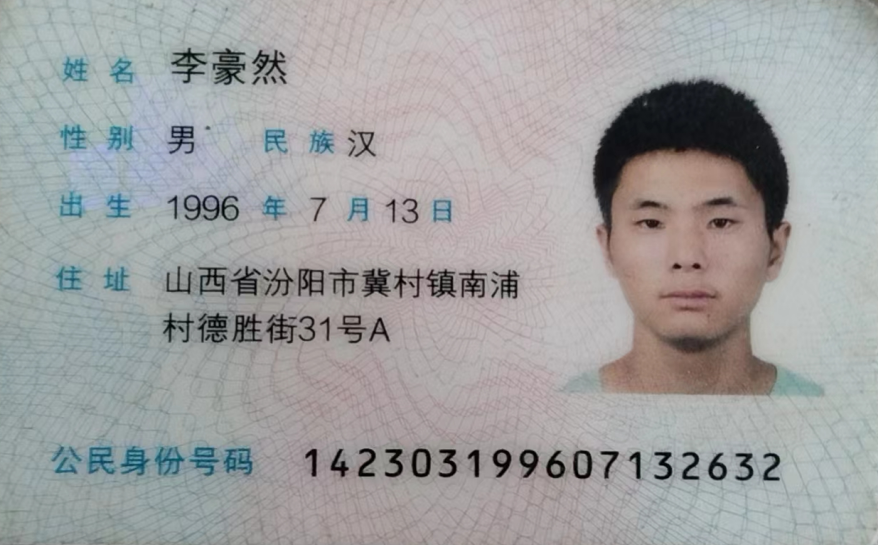 姓名 李豪然
性别 男 民族 汉
出生 1996 年 7 月 13 日
住址 山西省汾阳市冀村镇南浦
村德胜街31号A
公民身份号码 142303199607132632